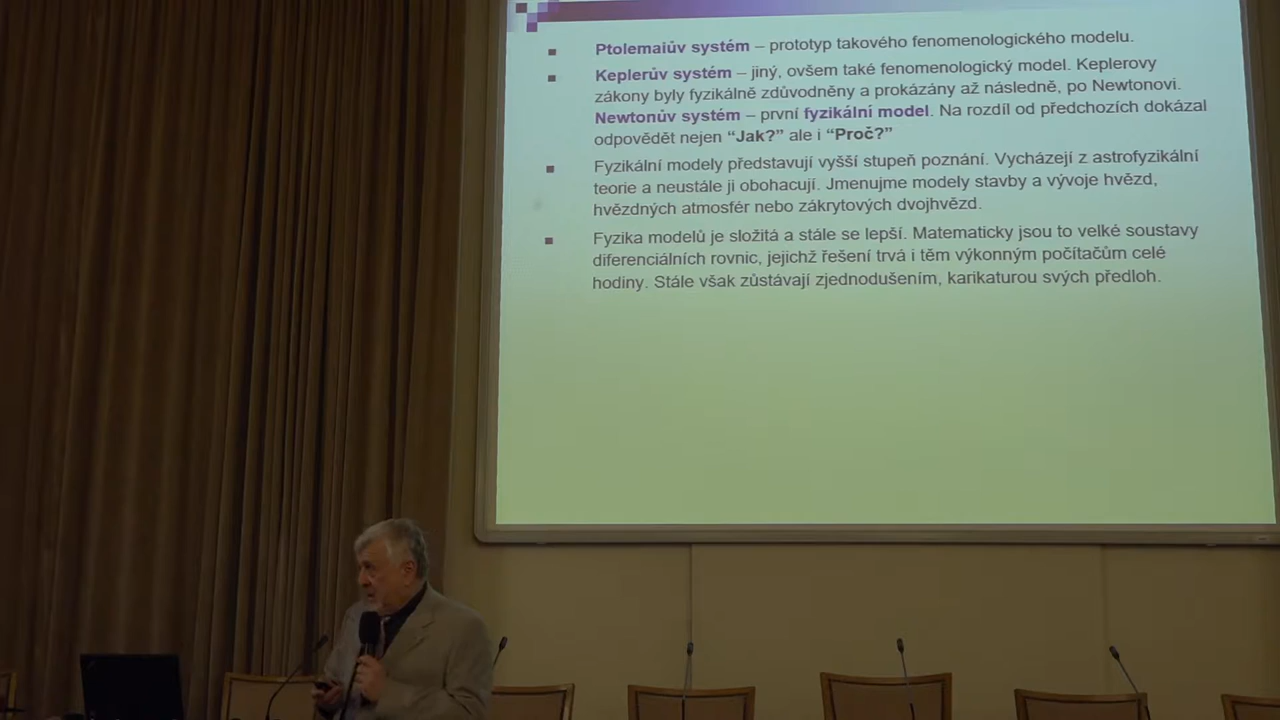 Ptolemaiův systém – prototyp takového fenomenologického modelu.
Keplerův systém – jiný, ovšem také fenomenologický model. Keplerovy
zákony byly fyzikálně zdůvodněny a prokázány až následně, po Newtonovi.
Newtonův systém – první fyzikální model. Na rozdíl od předchozích dokázal
odpovědět nejen “Jak?” ale i “Proč?”
Fyzikální modely představují vyšší stupeň poznání. Vycházejí z astrofyzikální
teorie a neustále ji obohacují. Jmenujme modely stavby a vývoje hvězd,
hvězdných atmosfér nebo zákrytových dvojhvězd.
Fyzika modelů je složitá a stále se lepší. Matematicky jsou to velké soustavy
diferenciálních rovnic, jejichž řešení trvá i těm výkonným počítačům celé
hodiny. Stále však zůstávají zjednodušením, karikaturou svých předloh.